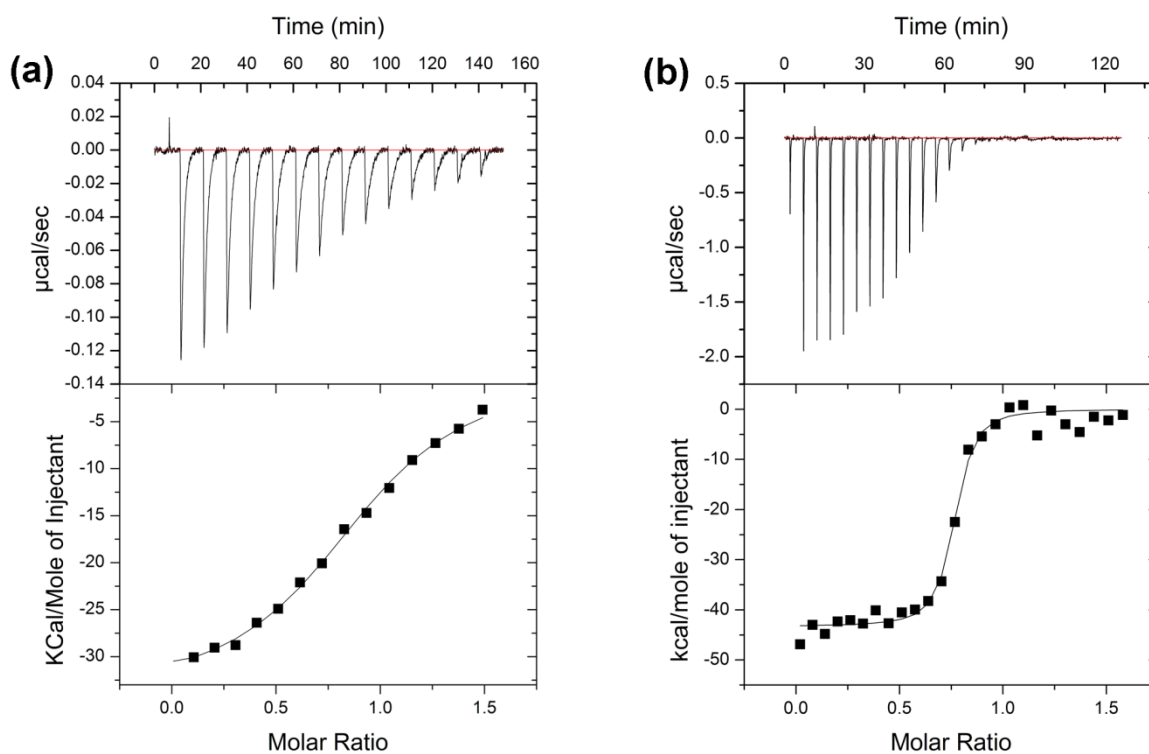 (a)
Time (min)
0 20 40 60 80 100 120 140 160
0.04
0.02
0.00
-0.02
-0.04
-0.06
-0.08
-0.10
-0.12
-0.14
µcal/sec
-5
-10
-15
-20
-25
-30
KCal/Mole of Injectant
0.0 0.5 1.0 1.5
Molar Ratio
(b)
Time (min)
0 30 60 90 120
0.5
0.0
-0.5
-1.0
-1.5
-2.0
µcal/sec
0
-10
-20
-30
-40
-50
kcal/mole of injectant
0.0 0.5 1.0 1.5
Molar Ratio